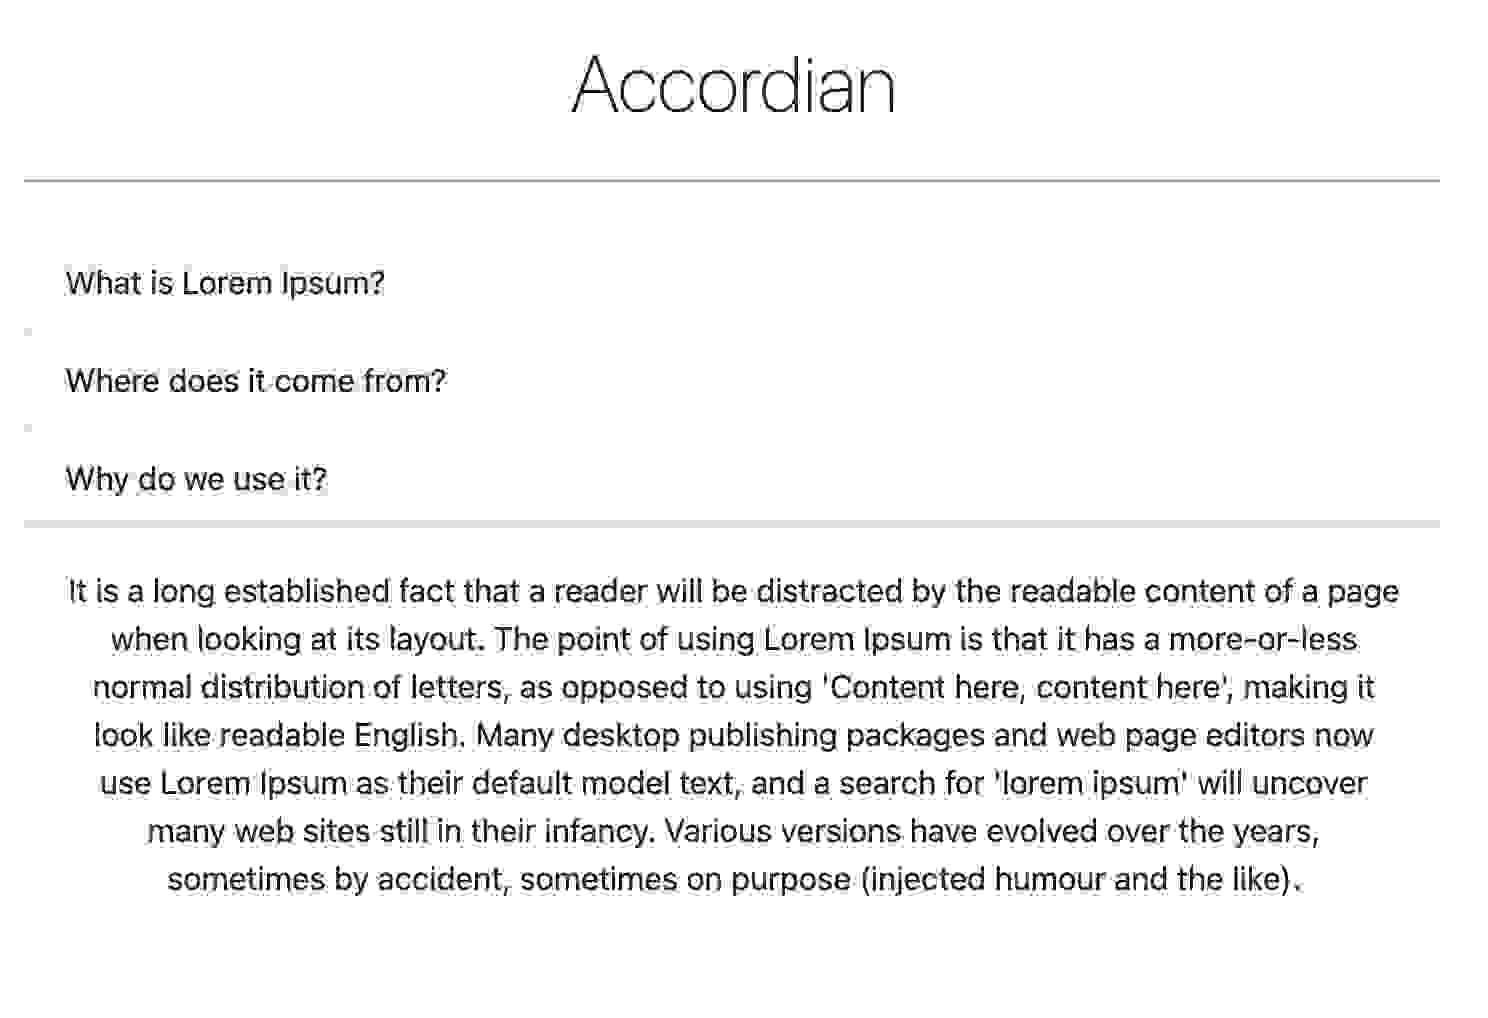 Accordian
What is Lorem Ipsum?
Where does it come from?
Why do we use it?
It is a long established fact that a reader will be distracted by the readable content of a page
when looking at its layout. The point of using Lorem Ipsum is that it has a more-or-less
normal distribution of letters, as opposed to using 'Content here, content here', making it
look like readable English. Many desktop publishing packages and web page editors now
use Lorem Ipsum as their default model text, and a search for 'lorem ipsum' will uncover
many web sites still in their infancy. Various versions have evolved over the years,
sometimes by accident, sometimes on purpose (injected humour and the like).